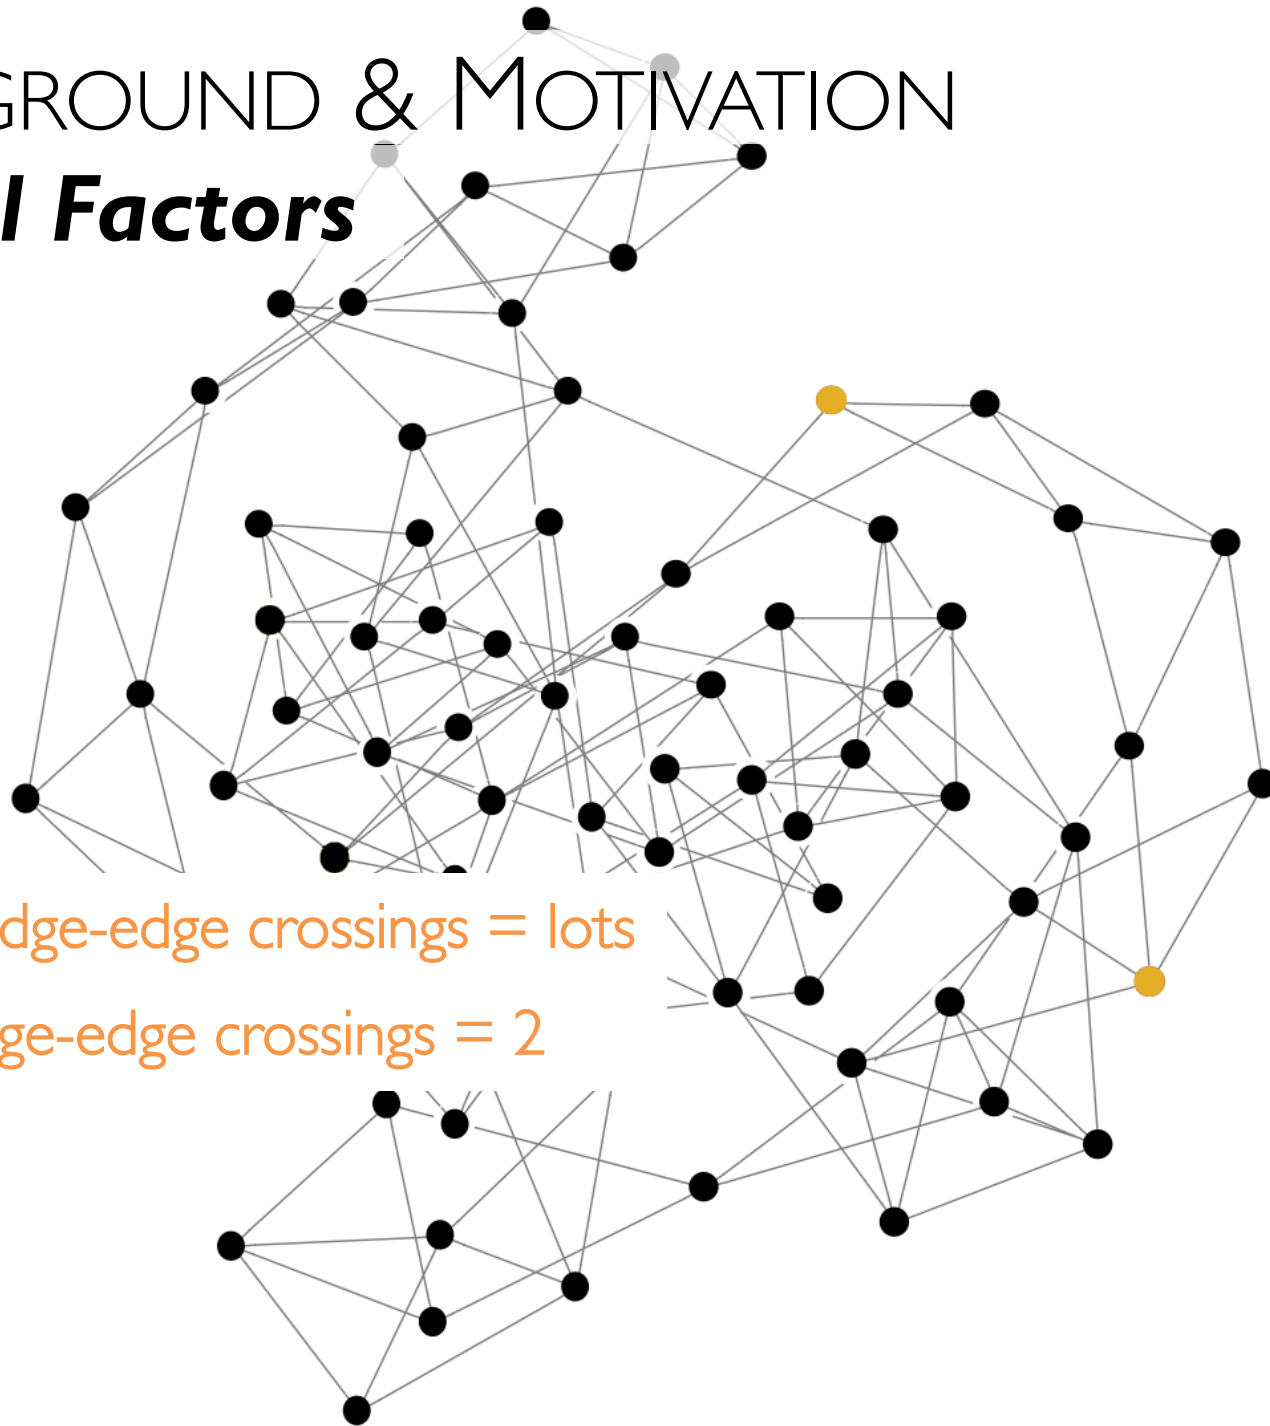 GROUND & MOTIVATION
l Factors
dge-edge crossings = lots
ge-edge crossings = 2